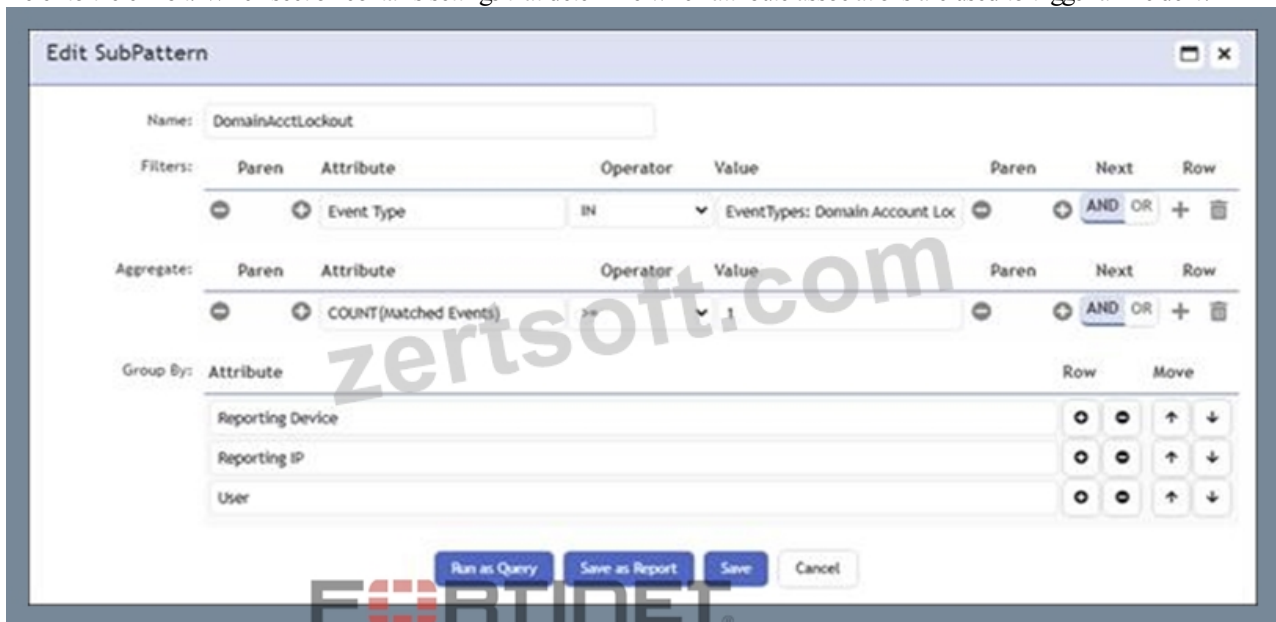 Edit SubPattern
Name: DomainAcctLockout
Filters: Paren Attribute Operator Value Paren Next Row
Event Type IN EventTypes: Domain Account Loc AND OR
Aggregate: Paren Attribute Operator Value Paren Next Row
COUNT(Matched Events) >= 1 AND OR
Group By: Attribute Row Move
Reporting Device
Reporting IP
User
Run as Query Save as Report Save Cancel
zertsoft.com
FORTINET